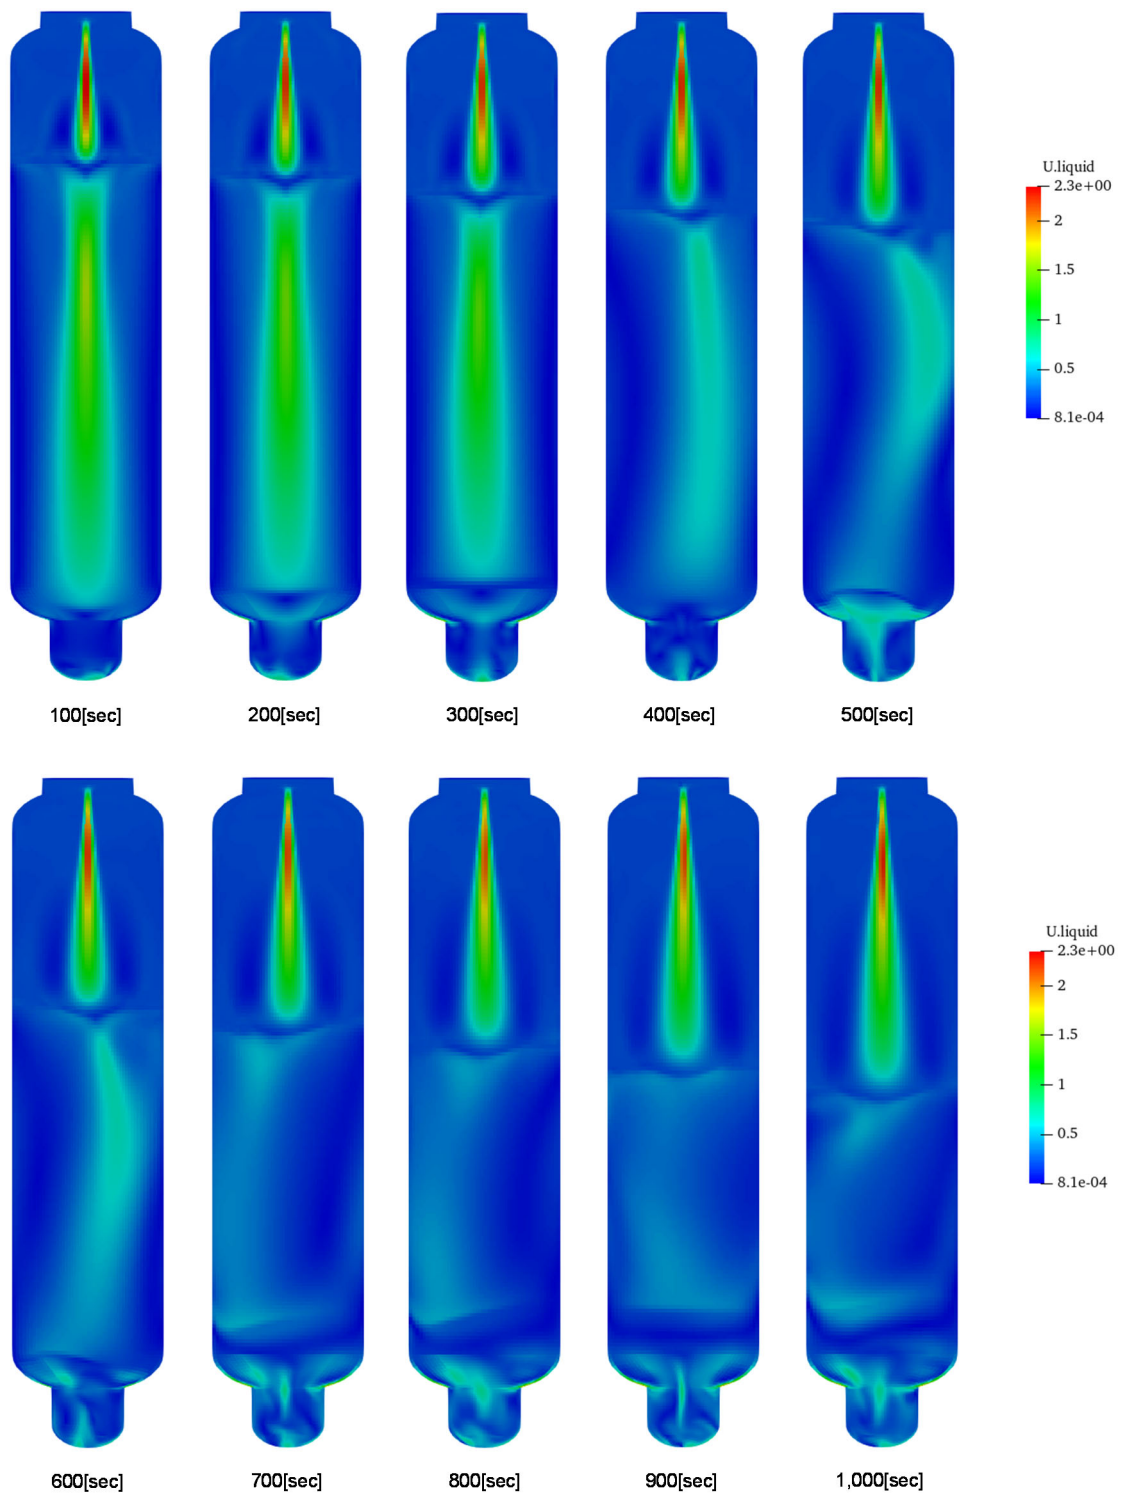 U.liquid
2.3e+00
2
1.5
1
0.5
8.1e-04
100[sec]
200[sec]
300[sec]
400[sec]
500[sec]
U.liquid
2.3e+00
2
1.5
1
0.5
8.1e-04
600[sec]
700[sec]
800[sec]
900[sec]
1,000[sec]